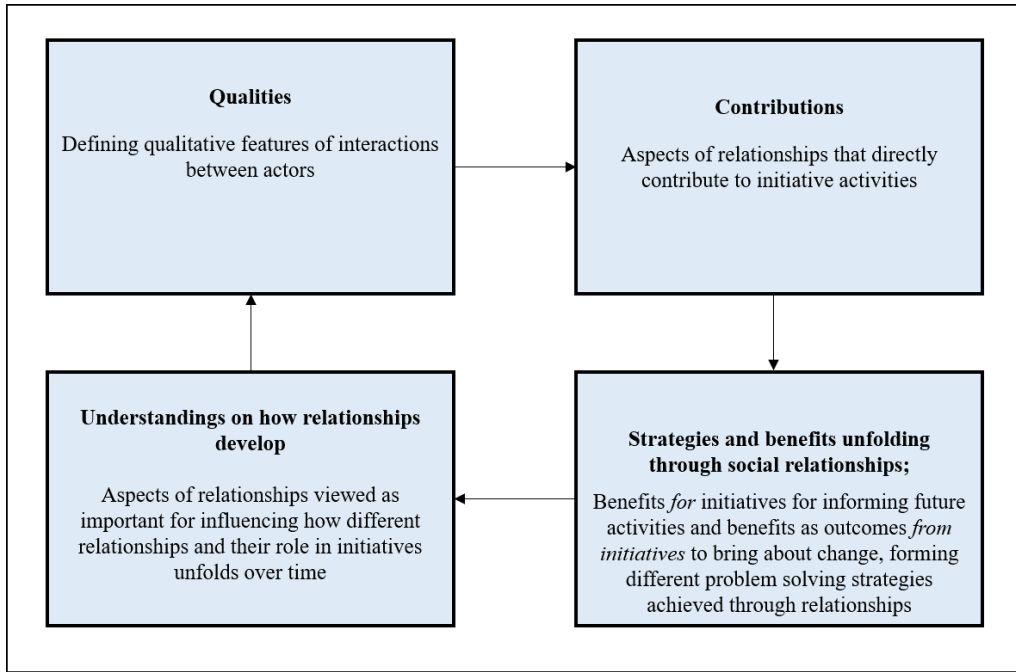 Qualities
Defining qualitative features of interactions
between actors
Contributions
Aspects of relationships that directly
contribute to initiative activities
Understandings on how relationships
develop
Aspects of relationships viewed as
important for influencing how different
relationships and their role in initiatives
unfolds over time
Strategies and benefits unfolding
through social relationships;
Benefits for initiatives for informing future
activities and benefits as outcomes from
initiatives to bring about change, forming
different problem solving strategies
achieved through relationships